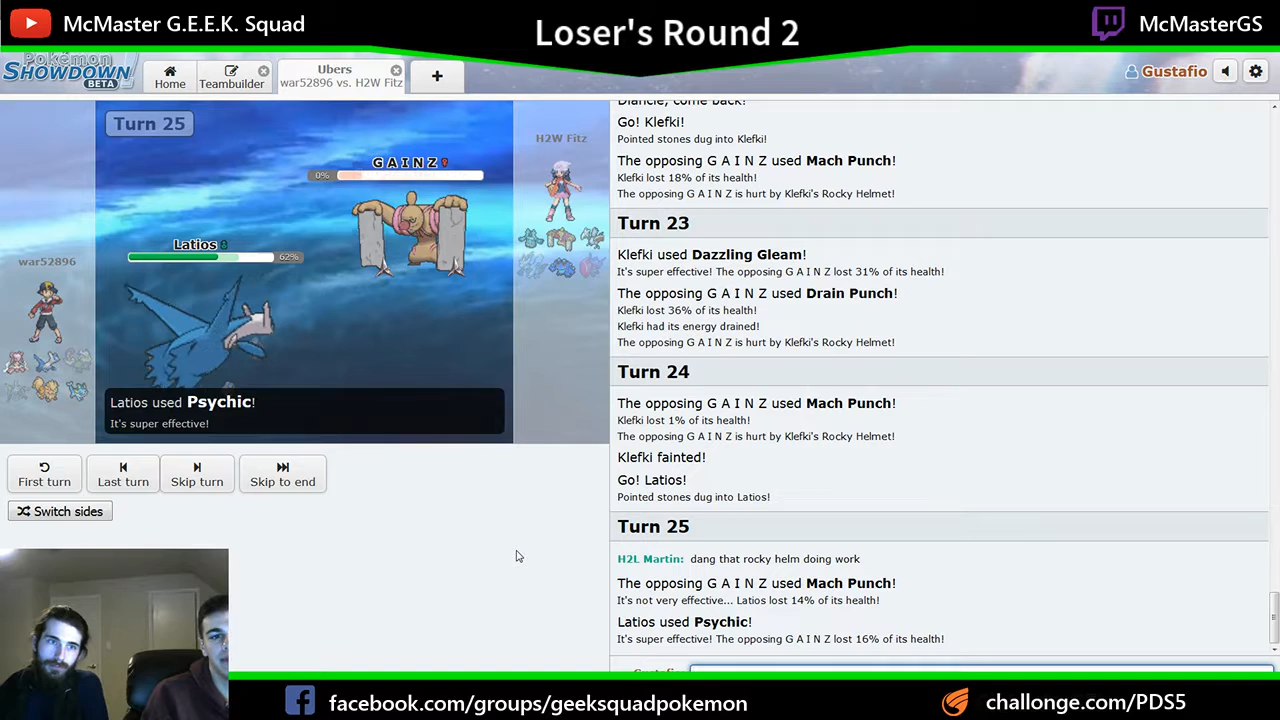 McMaster G.E.E.K. Squad
Loser's Round 2
McMasterGS
Pokémon
SHOWDOWN
BETA
Home
Teambuilder
Ubers
war52896 vs. H2W Fitz
+
Gustafio
Turn 25
GAINZ
0%
Latios
62%
war52896
H2W Fitz
Latios used Psychic!
It's super effective!
First turn
Last turn
Skip turn
Skip to end
Switch sides
Diancie, come back!
Go! Klefki!
Pointed stones dug into Klefki!
The opposing G A I N Z used Mach Punch!
Klefki lost 18% of its health!
The opposing G A I N Z is hurt by Klefki's Rocky Helmet!
Turn 23
Klefki used Dazzling Gleam!
It's super effective! The opposing G A I N Z lost 31% of its health!
The opposing G A I N Z used Drain Punch!
Klefki lost 36% of its health!
Klefki had its energy drained!
The opposing G A I N Z is hurt by Klefki's Rocky Helmet!
Turn 24
The opposing G A I N Z used Mach Punch!
Klefki lost 1% of its health!
The opposing G A I N Z is hurt by Klefki's Rocky Helmet!
Klefki fainted!
Go! Latios!
Pointed stones dug into Latios!
Turn 25
H2L Martin: dang that rocky helm doing work
The opposing G A I N Z used Mach Punch!
It's not very effective... Latios lost 14% of its health!
Latios used Psychic!
It's super effective! The opposing G A I N Z lost 16% of its health!
Gustafio
facebook.com/groups/geeksquadpokemon
challonge.com/PDS5